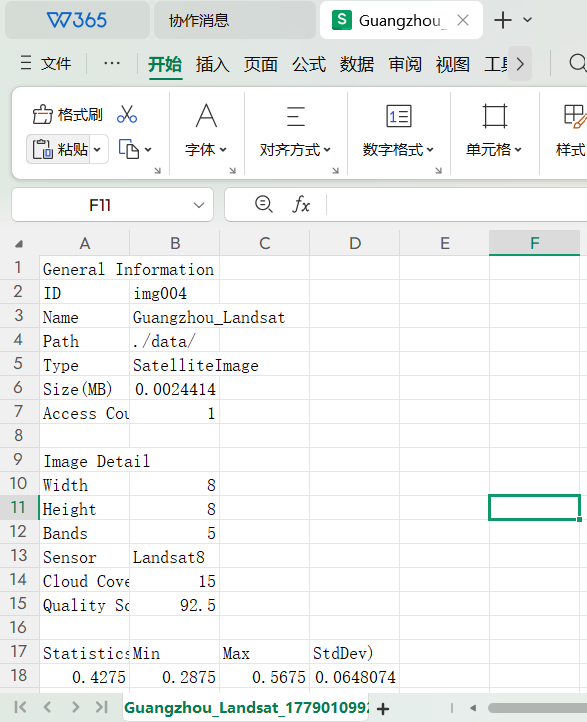 W365 协作消息 S Guangzhou_
文件 ··· 开始 插入 页面 公式 数据 审阅 视图
格式刷
粘贴 字体 对齐方式 数字格式 单元格 样式
F11 fx
A B C D E F
1 General Information
2 ID img004
3 Name Guangzhou_Landsat
4 Path ./data/
5 Type SatelliteImage
6 Size(MB) 0.0024414
7 Access Cou 1
8
9 Image Detail
10 Width 8
11 Height 8
12 Bands 5
13 Sensor Landsat8
14 Cloud Cove 15
15 Quality Sc 92.5
16
17 Statistics Min Max StdDev)
18 0.4275 0.2875 0.5675 0.0648074
Guangzhou_Landsat_177901099